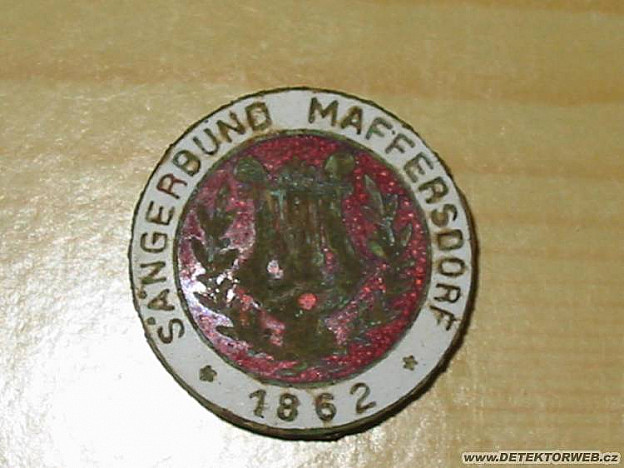 SÄNGERBUND MAFFERSDORF
* 1862 *
www.DETEKTORWEB.cz